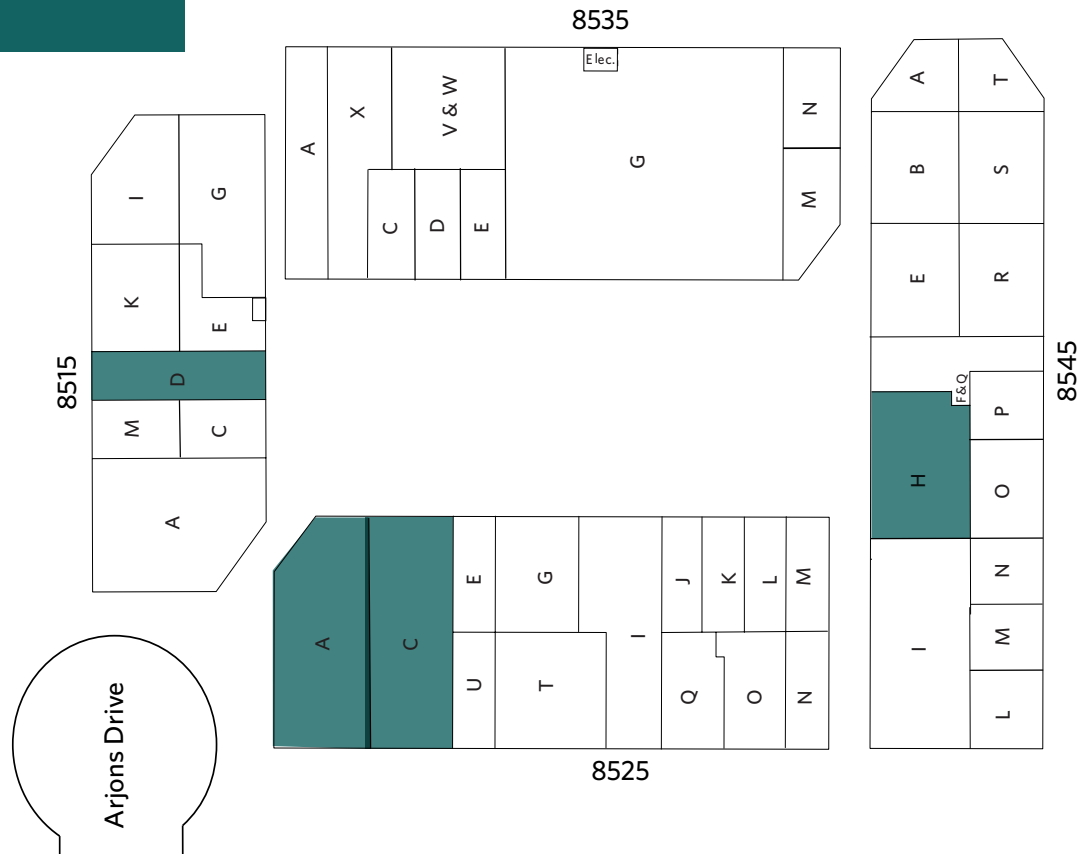 8535
Elec.
A
X
V & W
C
D
E
G
N
M
I
G
K
E
D
M
C
A
8515
A
T
B
S
E
R
F & Q
P
H
O
N
I
M
L
8545
A
C
E
G
I
J
K
L
M
U
T
Q
O
N
8525
Arjons Drive